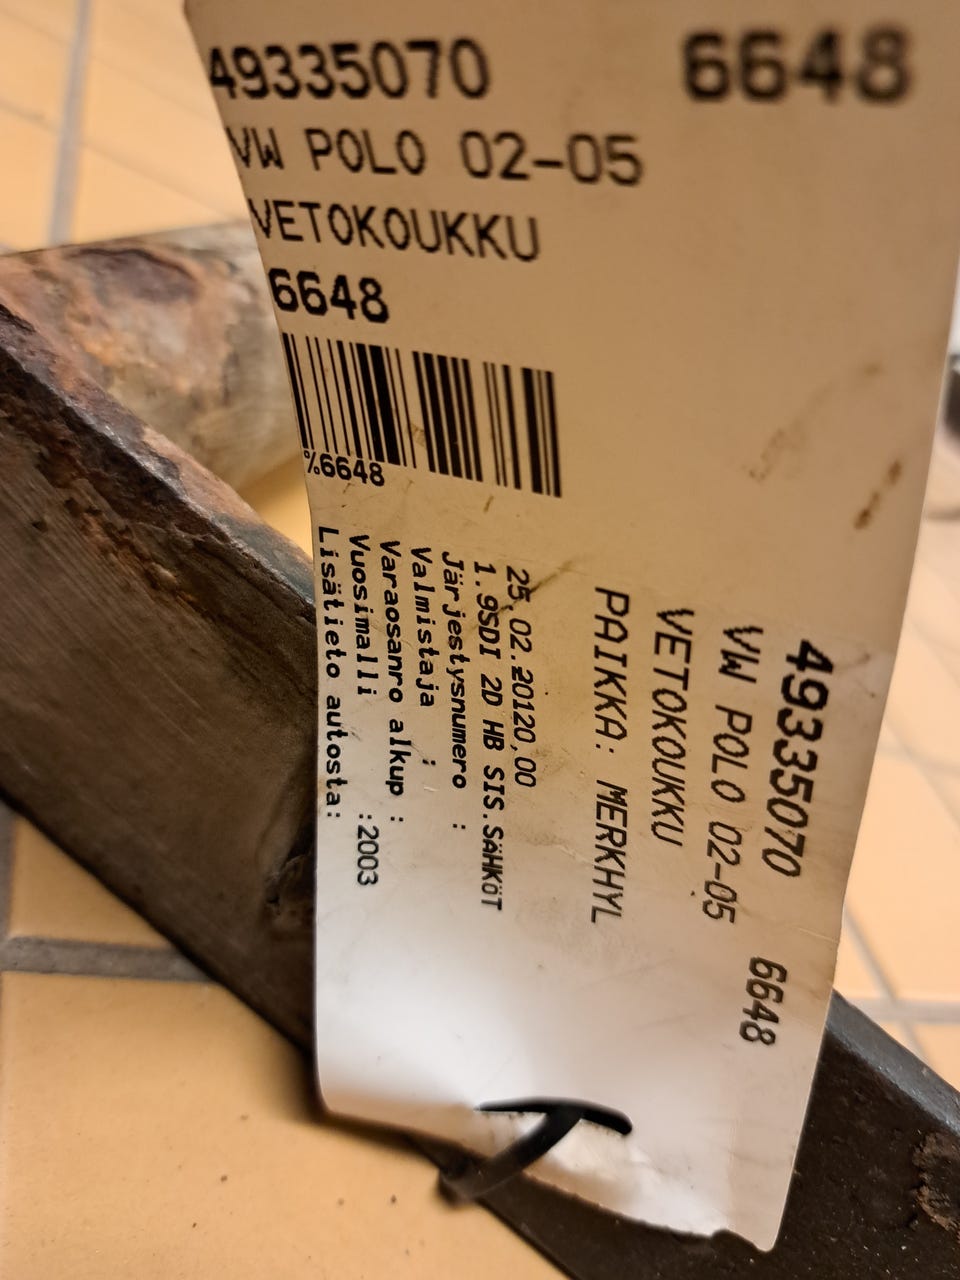 49335070 6648
VW POLO 02-05
VETOKOUKKU
6648
%6648
49335070 6648
VW POLO 02-05
VETOKOUKKU
PAIKKA: MERKHYL
25.02.20120,00
1.9SDI 2D HB SIS.SÄHKÖT
Järjestysnumero :
Valmistaja :
Varaosanro alkup :
Vuosimalli :2003
Lisätieto autosta: